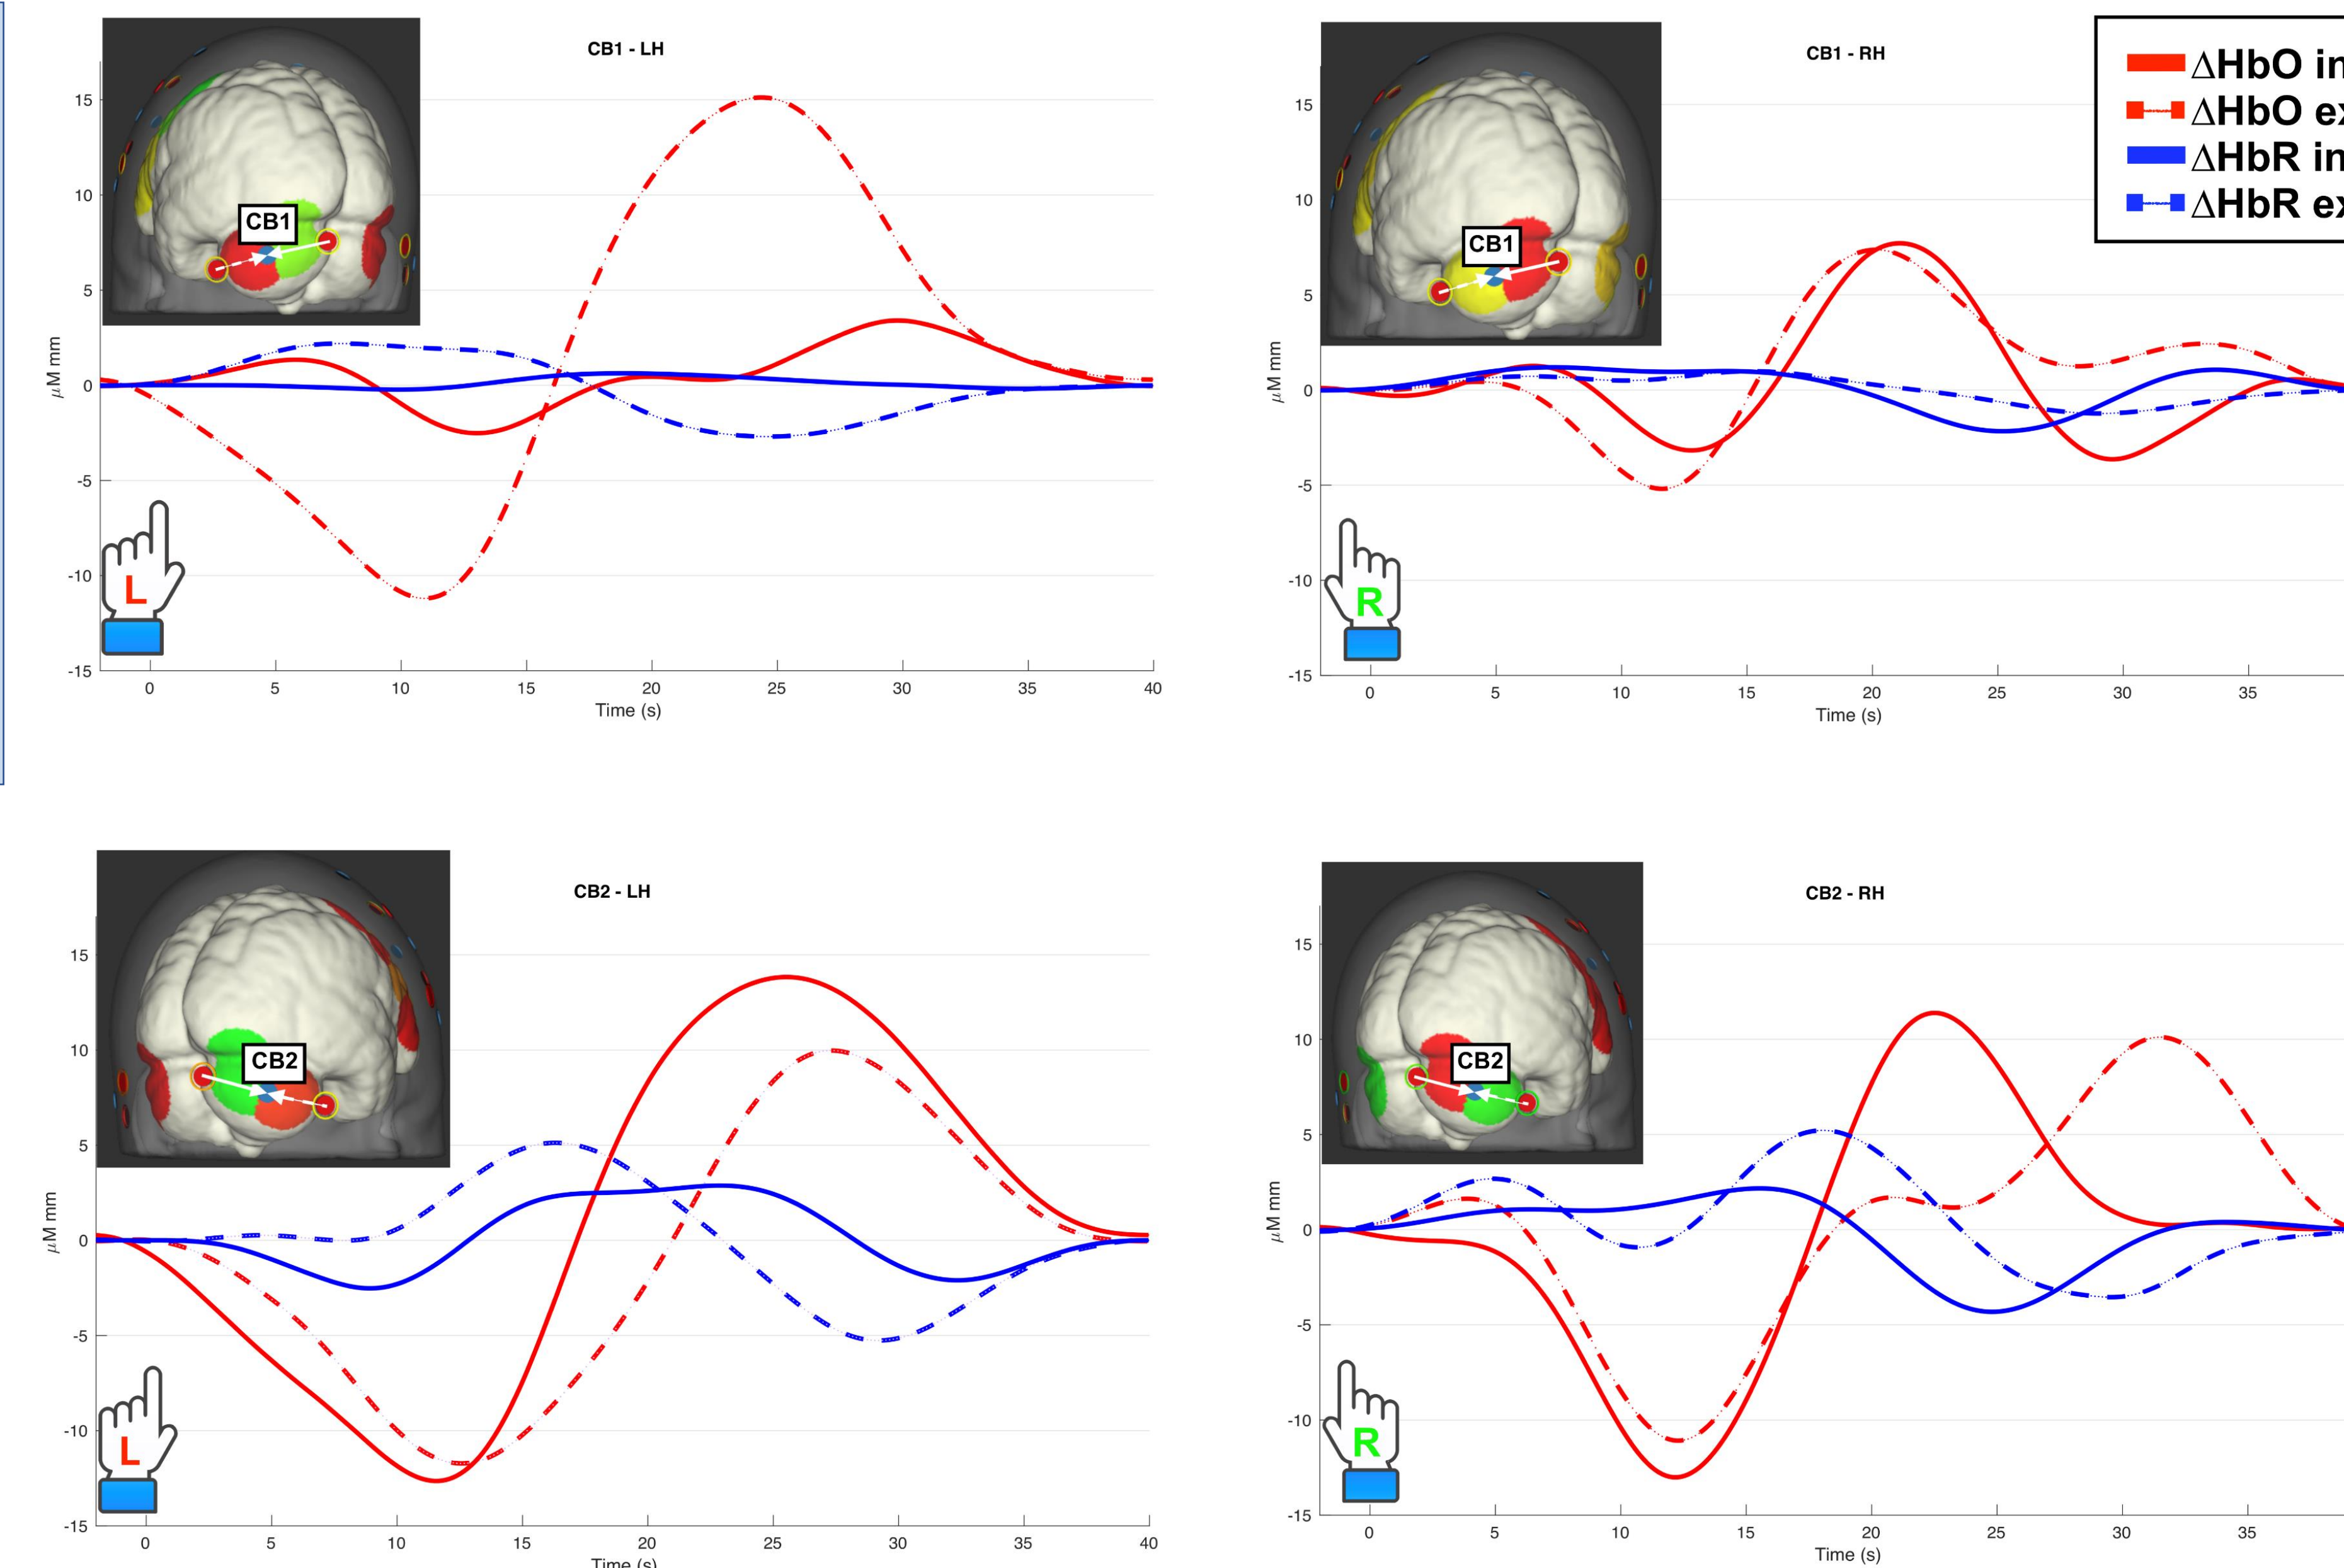 CB1 - LH
15
10
5
0
-5
-10
-15
μM mm
CB1
L
0 5 10 15 20 25 30 35 40
Time (s)
CB1 - RH
15
10
5
0
-5
-10
-15
μM mm
CB1
R
0 5 10 15 20 25 30 35
Time (s)
ΔHbO in
ΔHbO ex
ΔHbR in
ΔHbR ex
CB2 - LH
15
10
5
0
-5
-10
-15
μM mm
CB2
L
0 5 10 15 20 25 30 35 40
Time (s)
CB2 - RH
15
10
5
0
-5
-10
-15
μM mm
CB2
R
0 5 10 15 20 25 30 35
Time (s)